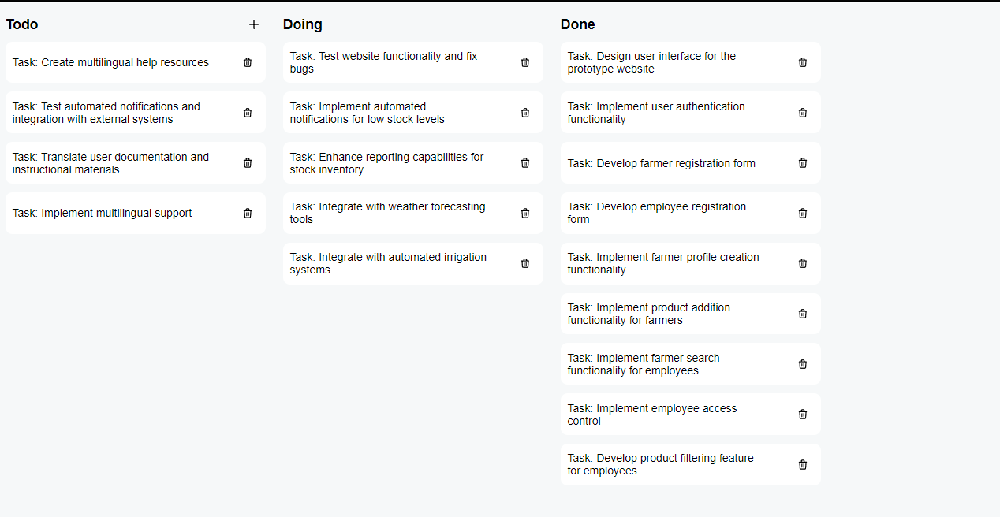 Todo
Task: Create multilingual help resources
Task: Test automated notifications and
integration with external systems
Task: Translate user documentation and
instructional materials
Task: Implement multilingual support
Doing
Task: Test website functionality and fix
bugs
Task: Implement automated
notifications for low stock levels
Task: Enhance reporting capabilities for
stock inventory
Task: Integrate with weather forecasting
tools
Task: Integrate with automated irrigation
systems
Done
Task: Design user interface for the
prototype website
Task: Implement user authentication
functionality
Task: Develop farmer registration form
Task: Develop employee registration
form
Task: Implement farmer profile creation
functionality
Task: Implement product addition
functionality for farmers
Task: Implement farmer search
functionality for employees
Task: Implement employee access
control
Task: Develop product filtering feature
for employees